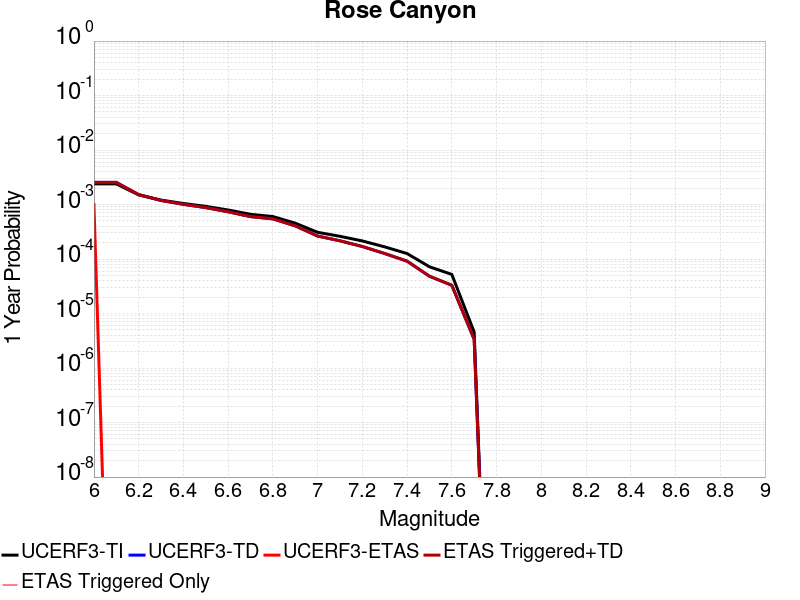 Rose Canyon
10^0
10^-1
10^-2
10^-3
10^-4
10^-5
10^-6
10^-7
10^-8
1 Year Probability
6 6.2 6.4 6.6 6.8 7 7.2 7.4 7.6 7.8 8 8.2 8.4 8.6 8.8 9
Magnitude
UCERF3-TI UCERF3-TD UCERF3-ETAS ETAS Triggered+TD
ETAS Triggered Only